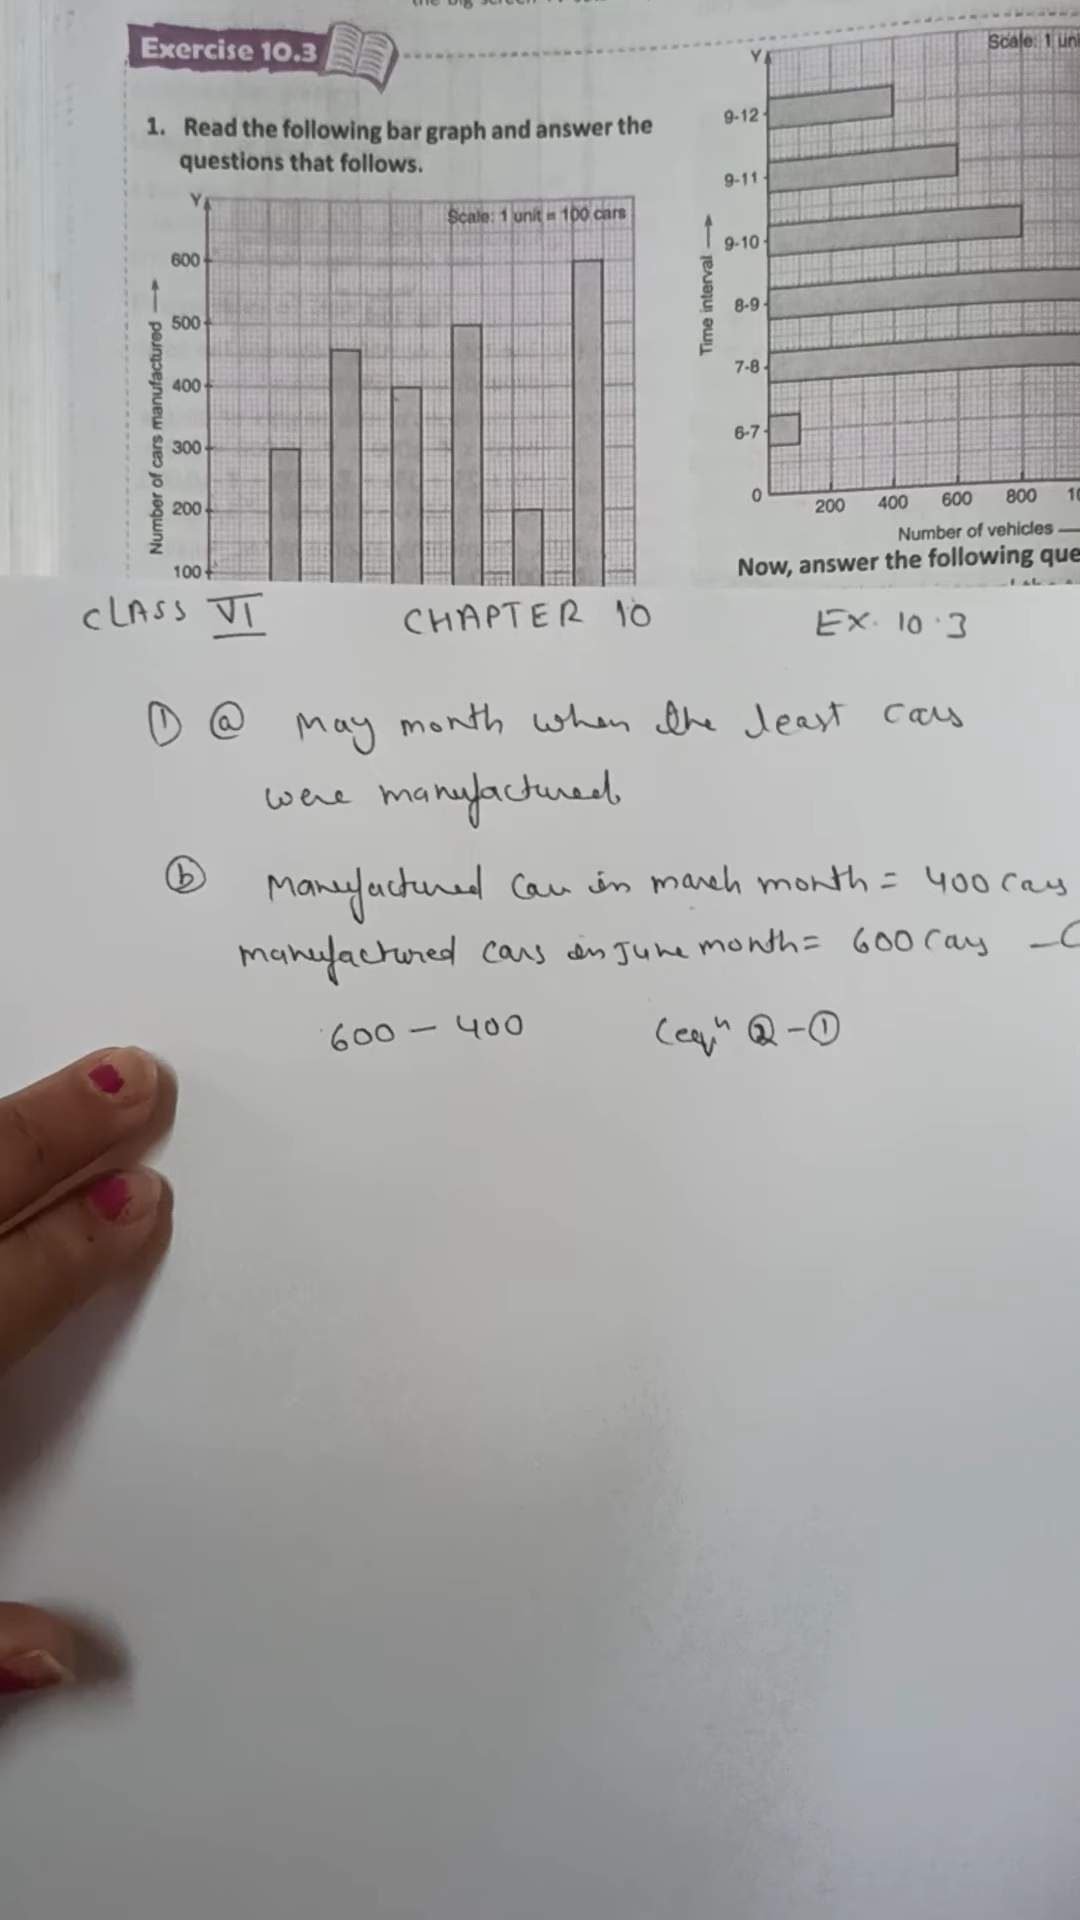 Exercise 10.3
1. Read the following bar graph and answer the
questions that follows.
Y
Scale: 1 unit = 100 cars
600
500
400
300
200
100
Number of cars manufactured
Y
Scale: 1 uni
9-12
9-11
9-10
8-9
7-8
6-7
0
200 400 600 800 10
Time interval
Number of vehicles
Now, answer the following que
CLASS VI CHAPTER 10 EX. 10.3
① ⓐ May month when the least cars
were manufactured
ⓑ Manufactured car in march month = 400 cars
manufactured cars in June month = 600 cars
600 - 400 (eqn ② - ①